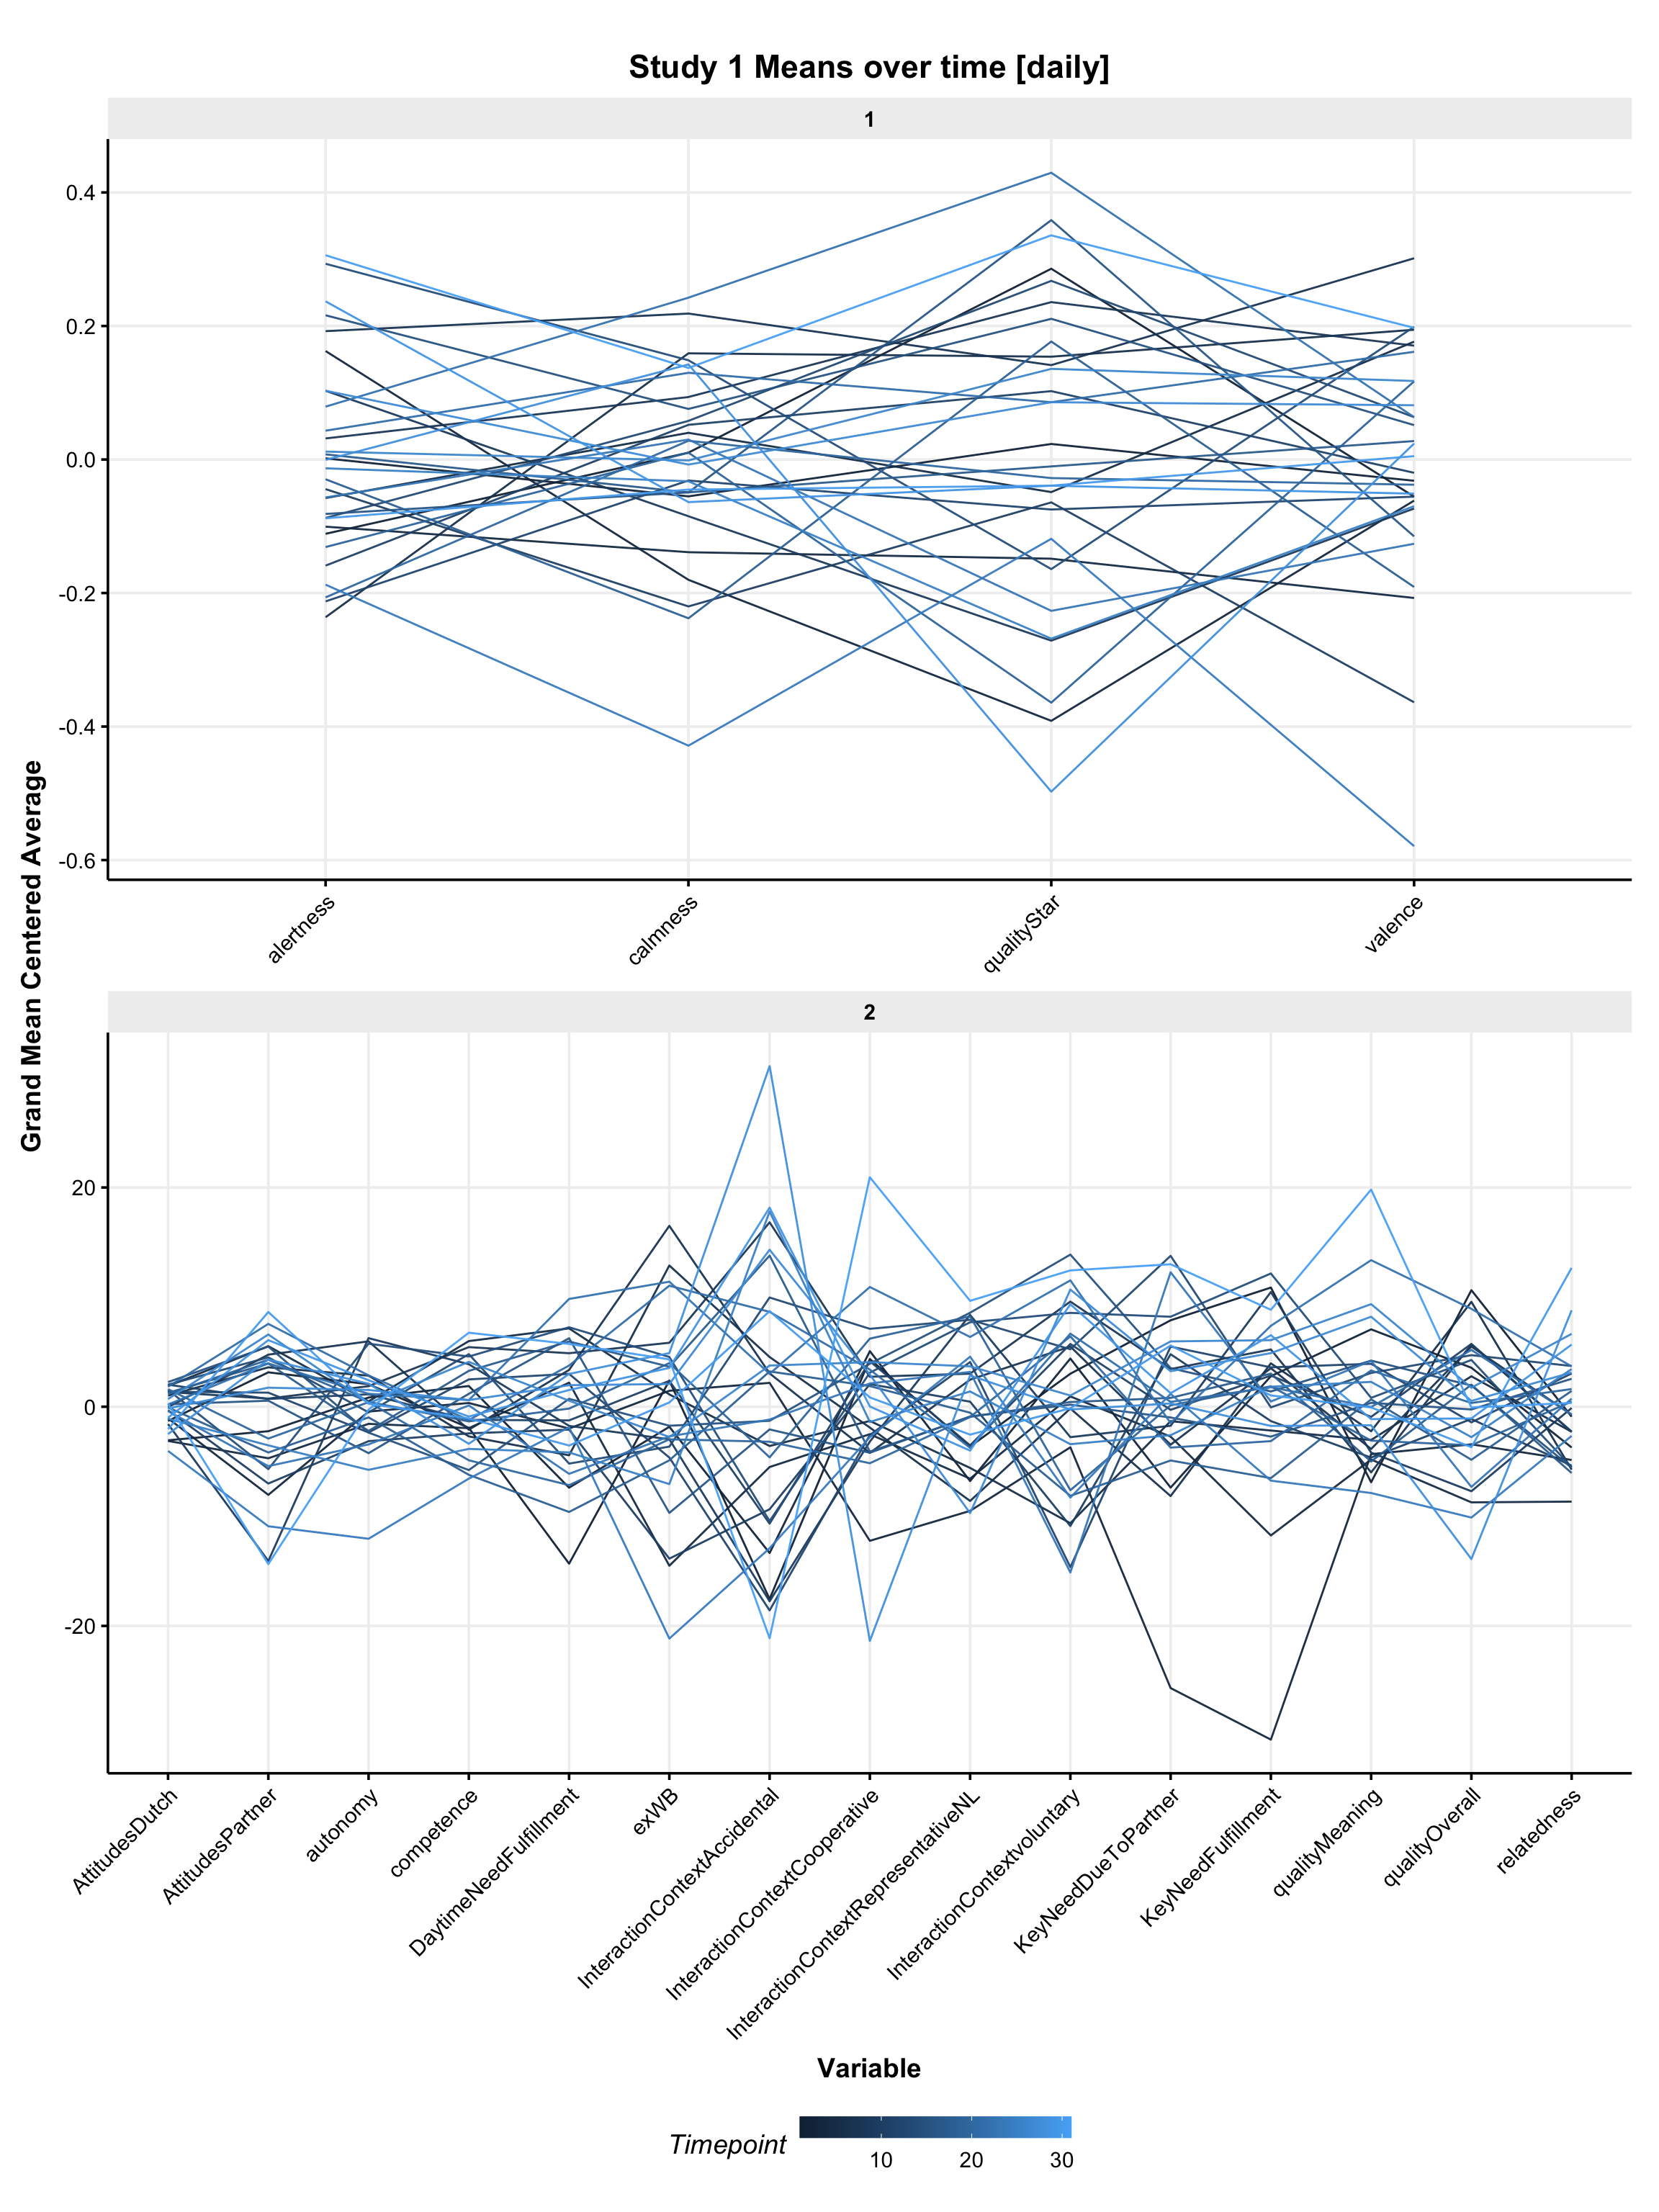 Study 1 Means over time [daily]
1
0.4
0.2
0.0
-0.2
-0.4
-0.6
alertness
calmness
qualityStar
valence
Grand Mean Centered Average
2
20
0
-20
AttitudesDutch
AttitudesPartner
autonomy
competence
DaytimeNeedFulfillment
exWB
InteractionContextAccidental
InteractionContextCooperative
InteractionContextRepresentativeNL
InteractionContextvoluntary
KeyNeedDueToPartner
KeyNeedFulfillment
qualityMeaning
qualityOverall
relatedness
Variable
Timepoint
10 20 30